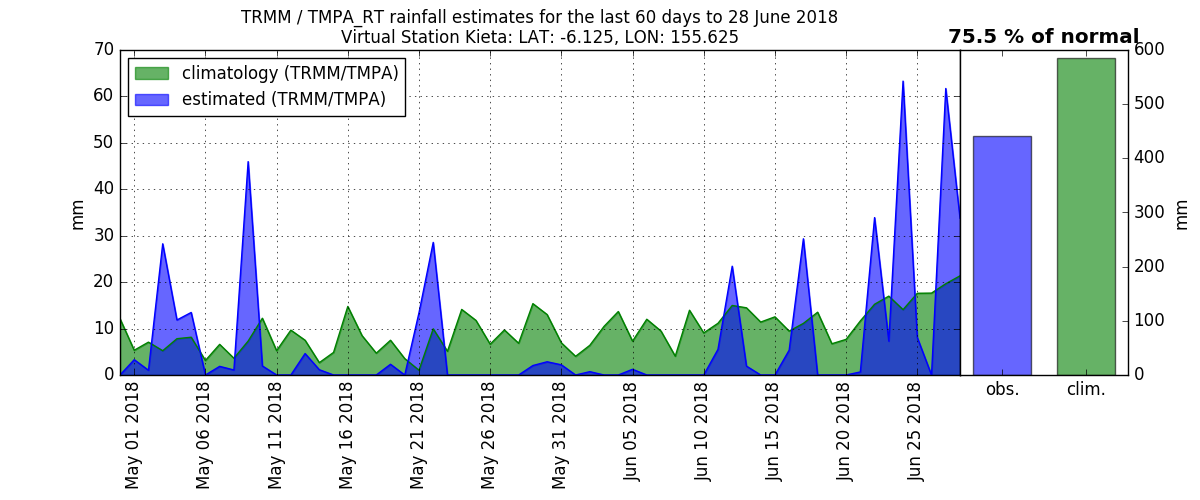 TRMM / TMPA_RT rainfall estimates for the last 60 days to 28 June 2018
Virtual Station Kieta: LAT: -6.125, LON: 155.625
75.5 % of normal
climatology (TRMM/TMPA)
estimated (TRMM/TMPA)
mm
70
60
50
40
30
20
10
0
May 01 2018
May 06 2018
May 11 2018
May 16 2018
May 21 2018
May 26 2018
May 31 2018
Jun 05 2018
Jun 10 2018
Jun 15 2018
Jun 20 2018
Jun 25 2018
obs.
clim.
600
500
400
300
200
100
0
mm